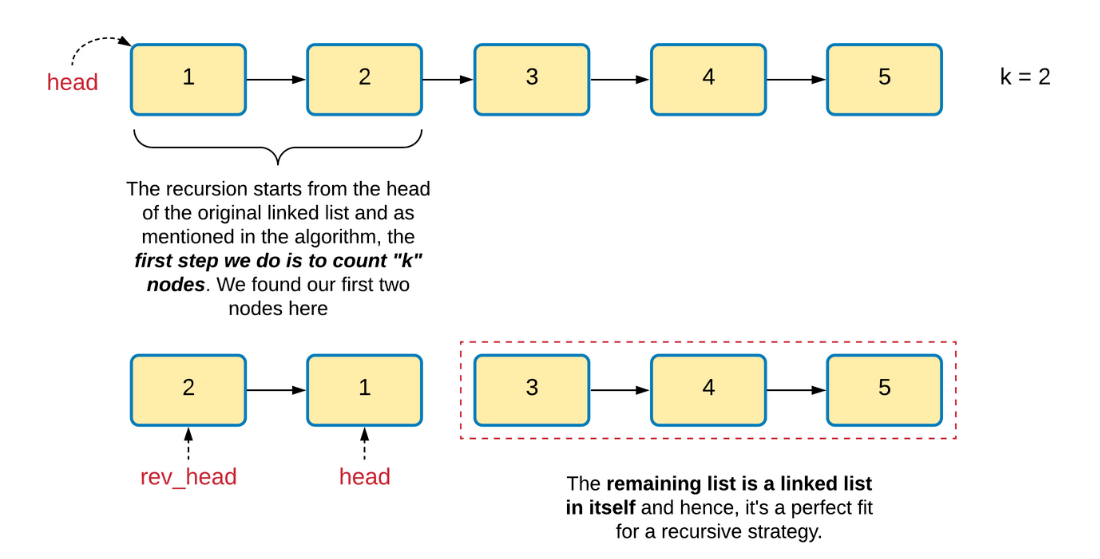 head
1
2
3
4
5
k = 2
The recursion starts from the head
of the original linked list and as
mentioned in the algorithm, the
first step we do is to count "k"
nodes. We found our first two
nodes here
2
1
3
4
5
rev_head
head
The remaining list is a linked list
in itself and hence, it's a perfect fit
for a recursive strategy.